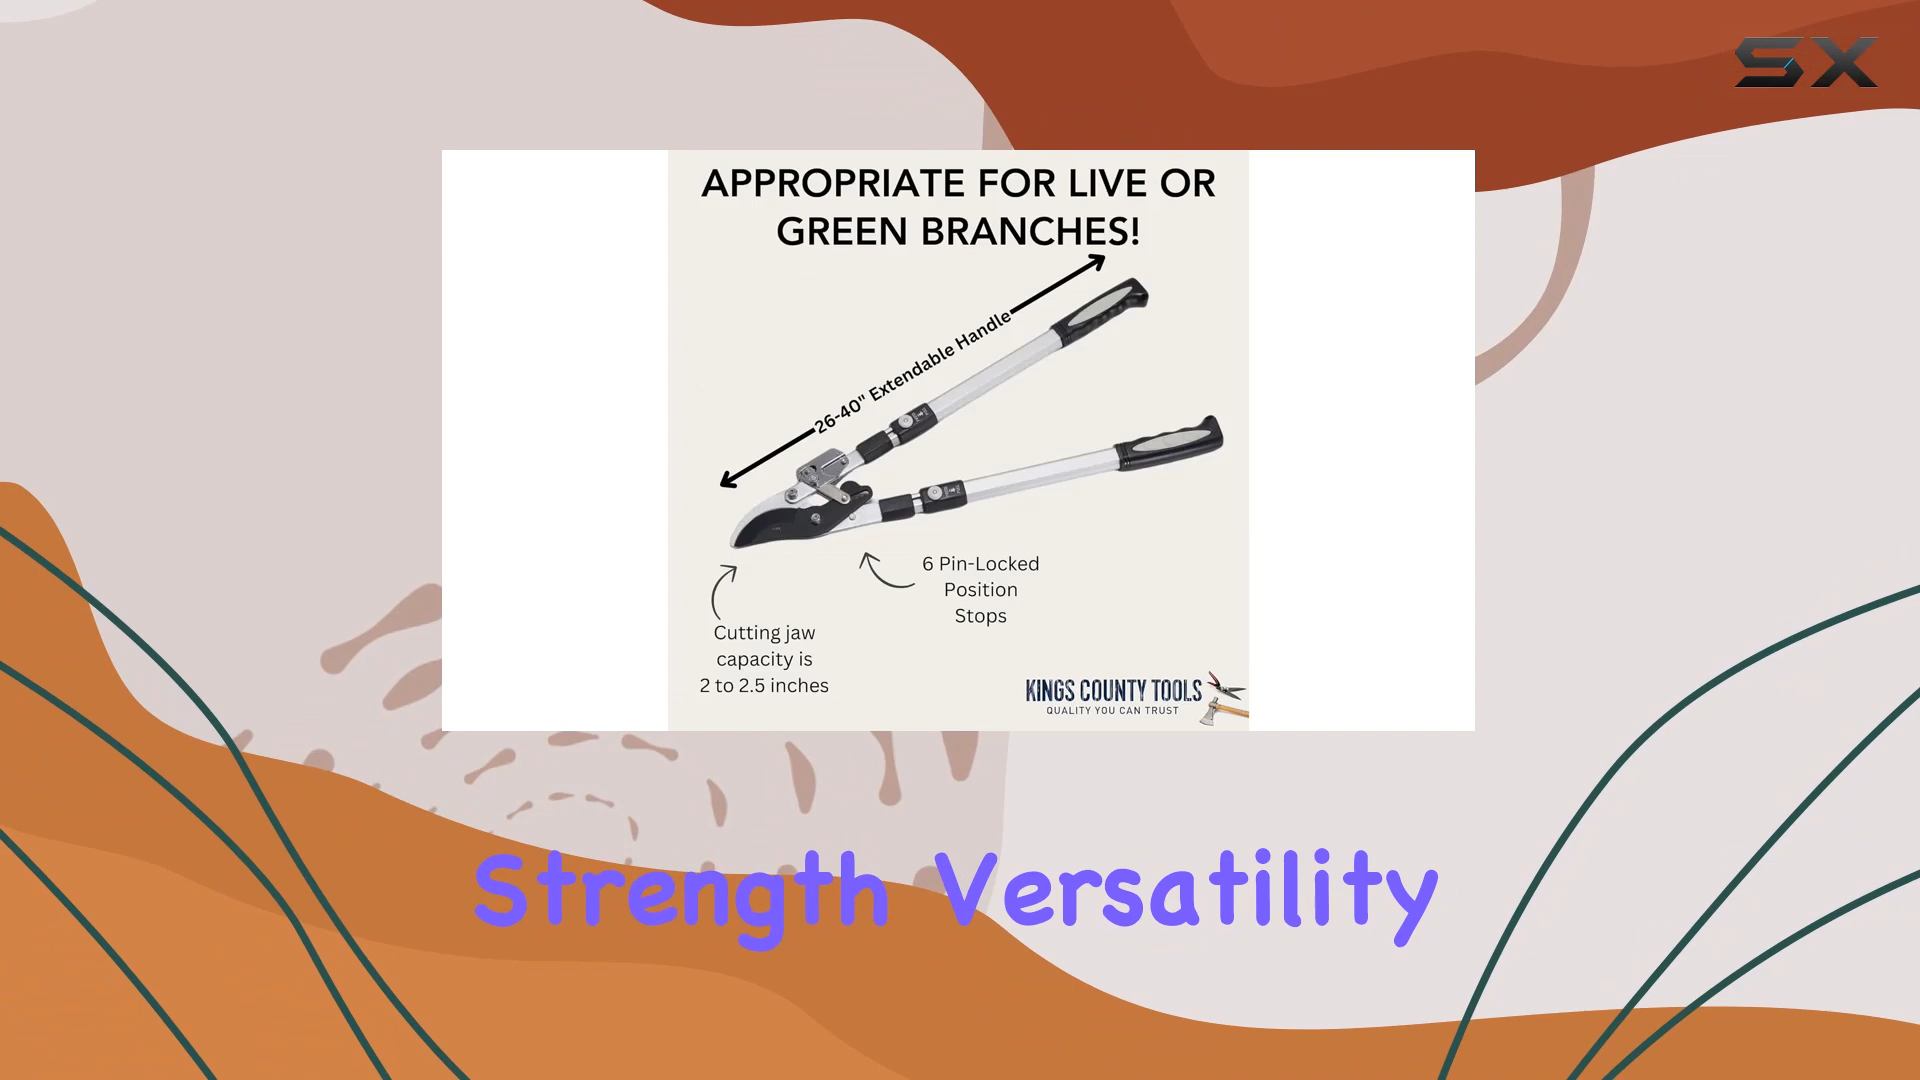 SX
APPROPRIATE FOR LIVE OR
GREEN BRANCHES!
26-40" Extendable Handle
6 Pin-Locked
Position
Stops
Cutting jaw
capacity is
2 to 2.5 inches
KINGS COUNTY TOOLS
QUALITY YOU CAN TRUST
Strength Versatility